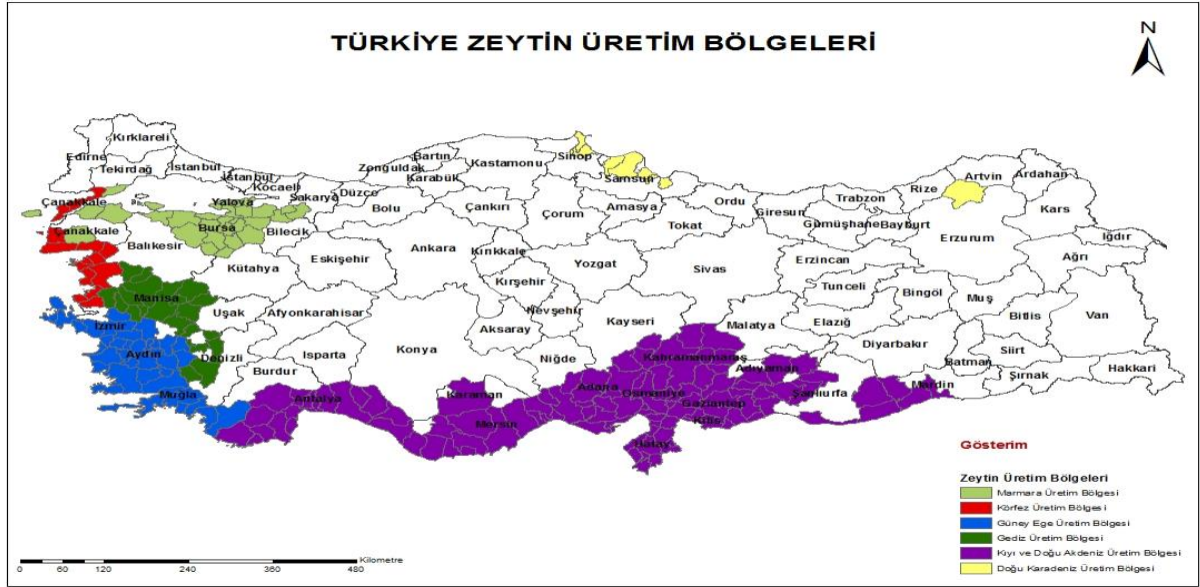 TÜRKİYE ZEYTİN ÜRETİM BÖLGELERİ
N
Kırklareli
Edirne
Tekirdağ
İstanbul
İstanbul
Kocaeli
Sakarya
Düzce
Zonguldak
Bartın
Karabük
Kastamonu
Sinop
Samsun
Ordu
Giresun
Trabzon
Rize
Artvin
Ardahan
Kars
Çanakkale
Yalova
Bolu
Çankırı
Çorum
Amasya
Tokat
Gümüşhane
Bayburt
Erzurum
Iğdır
Ağrı
Çanakkale
Balıkesir
Bursa
Bilecik
Eskişehir
Ankara
Kırıkkale
Yozgat
Sivas
Erzincan
Kütahya
Kırşehir
Tunceli
Bingöl
Muş
Bitlis
Van
Manisa
Uşak
Afyonkarahisar
Nevşehir
Kayseri
Malatya
Elazığ
Diyarbakır
İzmir
Aydın
Denizli
Isparta
Burdur
Konya
Aksaray
Niğde
Kahramanmaraş
Adıyaman
Batman
Siirt
Şırnak
Hakkari
Muğla
Antalya
Karaman
Mersin
Adana
Osmaniye
Gaziantep
Kilis
Şanlıurfa
Mardin
Hatay
Gösterim
Zeytin Üretim Bölgeleri
Marmara Üretim Bölgesi
Körfez Üretim Bölgesi
Güney Ege Üretim Bölgesi
Gediz Üretim Bölgesi
Kıyı ve Doğu Akdeniz Üretim Bölgesi
Doğu Karadeniz Üretim Bölgesi
Kilometre
0 60 120 240 360 480